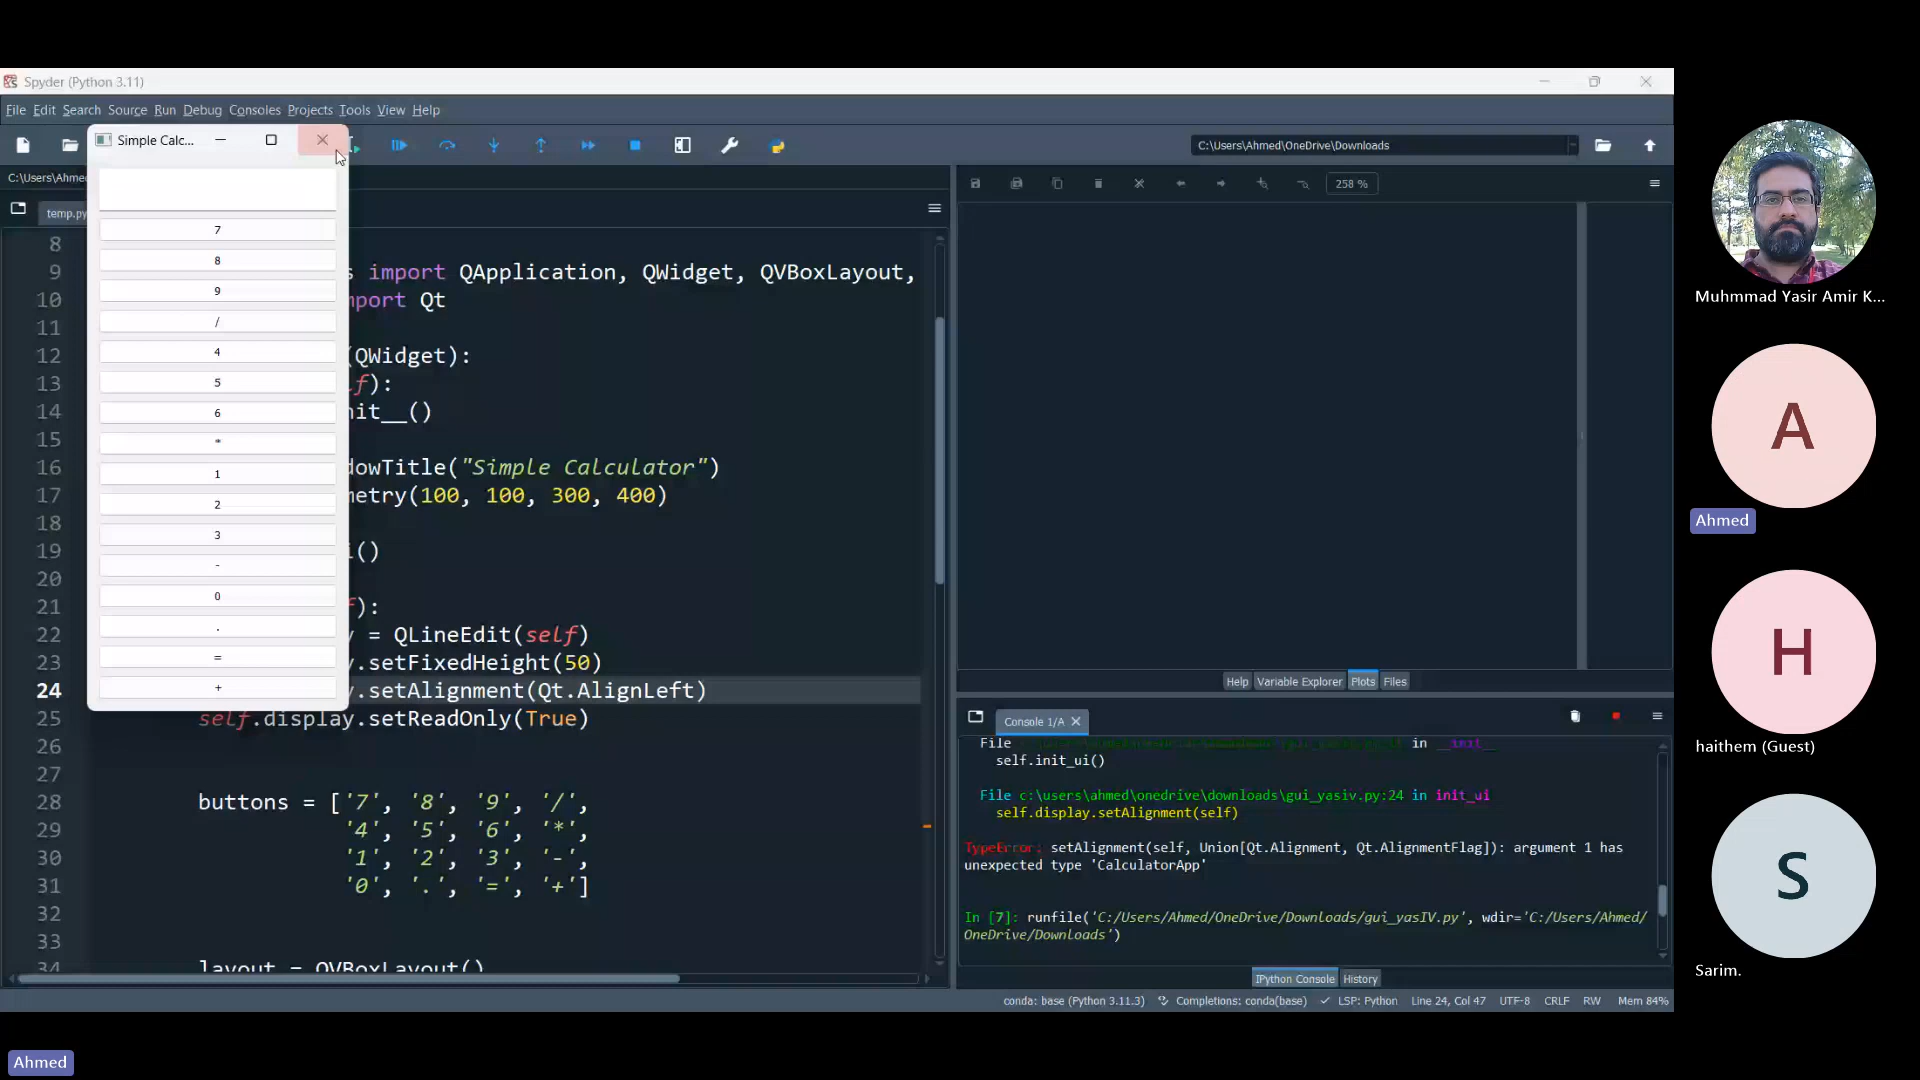 Spyder (Python 3.11)
File Edit Search Source Run Debug Consoles Projects Tools View Help
C:\Users\Ahmed\OneDrive\Downloads
C:\Users\Ahme
temp.py
258 %
Simple Calc...
7
8
9
/
4
5
6
*
1
2
3
-
0
.
=
+
8
9 s import QApplication, QWidget, QVBoxLayout,
10 mport Qt
11
12 (QWidget):
13 f):
14 nit__()
15
16 dowTitle("Simple Calculator")
17 metry(100, 100, 300, 400)
18
19 i()
20
21 f):
22 y = QLineEdit(self)
23 y.setFixedHeight(50)
24 y.setAlignment(Qt.AlignLeft)
25 self.display.setReadOnly(True)
26
27
28 buttons = ['7', '8', '9', '/',
29 '4', '5', '6', '*',
30 '1', '2', '3', '-',
31 '0', '.', '=', '+']
32
33
34 layout = QVBoxLayout()
Help Variable Explorer Plots Files
Console 1/A
File in __init__
self.init_ui()
File c:\users\ahmed\onedrive\downloads\gui_yasiv.py:24 in init_ui
self.display.setAlignment(self)
TypeError: setAlignment(self, Union[Qt.Alignment, Qt.AlignmentFlag]): argument 1 has
unexpected type 'CalculatorApp'
In [7]: runfile('C:/Users/Ahmed/OneDrive/Downloads/gui_yasIV.py', wdir='C:/Users/Ahmed/
OneDrive/Downloads')
IPython Console History
conda: base (Python 3.11.3) Completions: conda(base) LSP: Python Line 24, Col 47 UTF-8 CRLF RW Mem 84%
Muhmmad Yasir Amir K...
A
Ahmed
H
haithem (Guest)
S
Sarim.
Ahmed